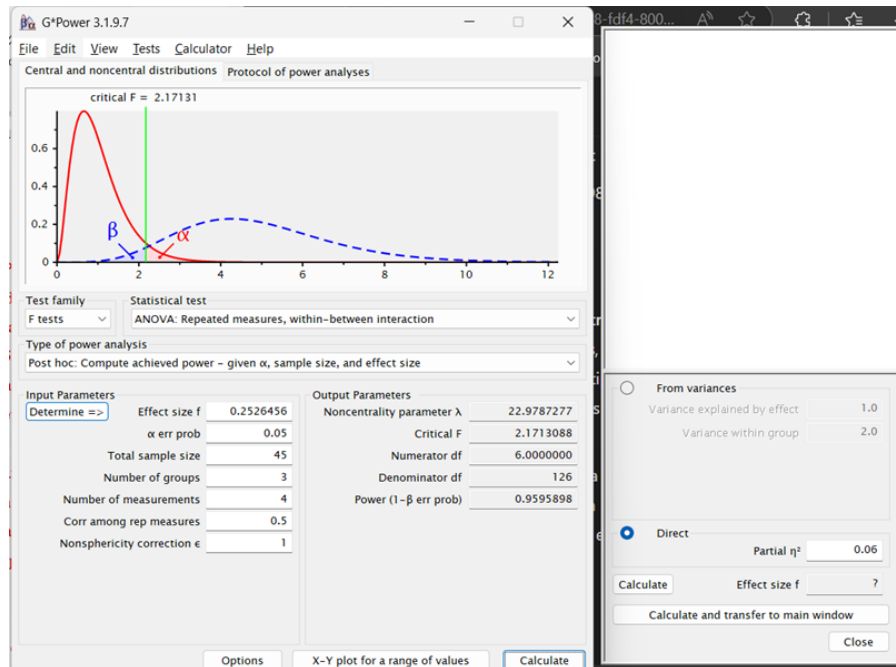 G*Power 3.1.9.7
8-fdf4-800...
File Edit View Tests Calculator Help
Central and noncentral distributions Protocol of power analyses
critical F = 2.17131
0.6
0.4
0.2
0
β
α
0 2 4 6 8 10 12
Test family
F tests
Statistical test
ANOVA: Repeated measures, within-between interaction
Type of power analysis
Post hoc: Compute achieved power – given α, sample size, and effect size
Input Parameters
Determine =>
Effect size f 0.2526456
α err prob 0.05
Total sample size 45
Number of groups 3
Number of measurements 4
Corr among rep measures 0.5
Nonsphericity correction ϵ 1
Output Parameters
Noncentrality parameter λ 22.9787277
Critical F 2.1713088
Numerator df 6.0000000
Denominator df 126
Power (1-β err prob) 0.9595898
Options
X-Y plot for a range of values
Calculate
From variances
Variance explained by effect 1.0
Variance within group 2.0
Direct
Partial η² 0.06
Calculate
Effect size f ?
Calculate and transfer to main window
Close